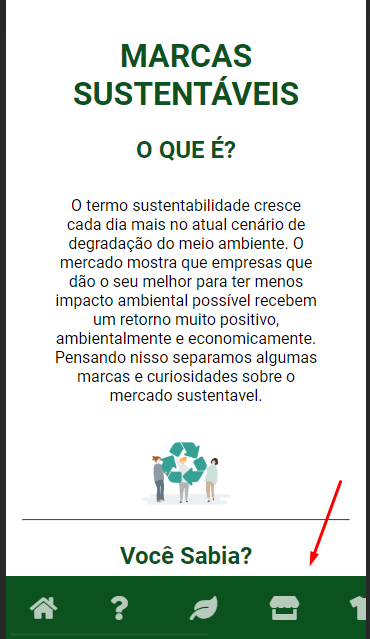 MARCAS
SUSTENTÁVEIS
O QUE É?
O termo sustentabilidade cresce
cada dia mais no atual cenário de
degradação do meio ambiente. O
mercado mostra que empresas que
dão o seu melhor para ter menos
impacto ambiental possível recebem
um retorno muito positivo,
ambientalmente e economicamente.
Pensando nisso separamos algumas
marcas e curiosidades sobre o
mercado sustentavel.
Você Sabia?
?